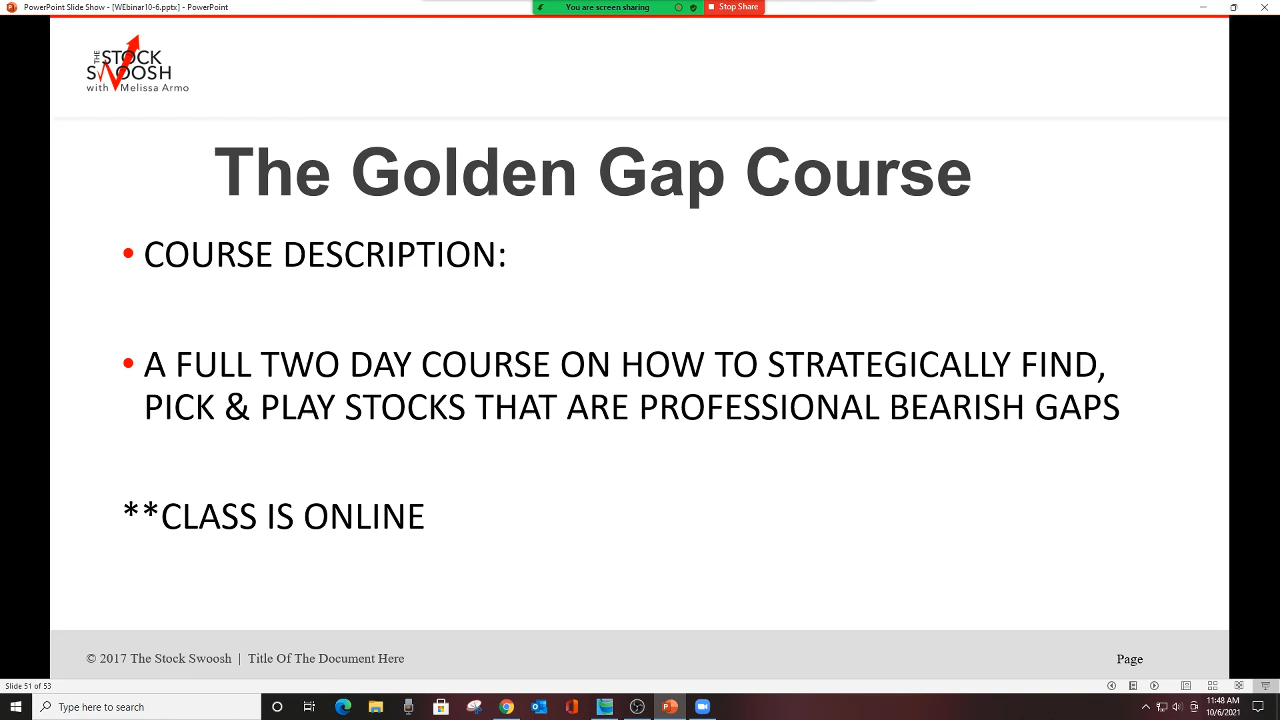 PowerPoint Slide Show - [WEbinar10-6.pptx] - PowerPoint
You are screen sharing
Stop Share
THE STOCK
SWOOSH
with Melissa Armo
The Golden Gap Course
• COURSE DESCRIPTION:
• A FULL TWO DAY COURSE ON HOW TO STRATEGICALLY FIND,
PICK & PLAY STOCKS THAT ARE PROFESSIONAL BEARISH GAPS
**CLASS IS ONLINE
© 2017 The Stock Swoosh | Title Of The Document Here
Page
Slide 51 of 53
Type here to search
11:48 AM
10/6/2021